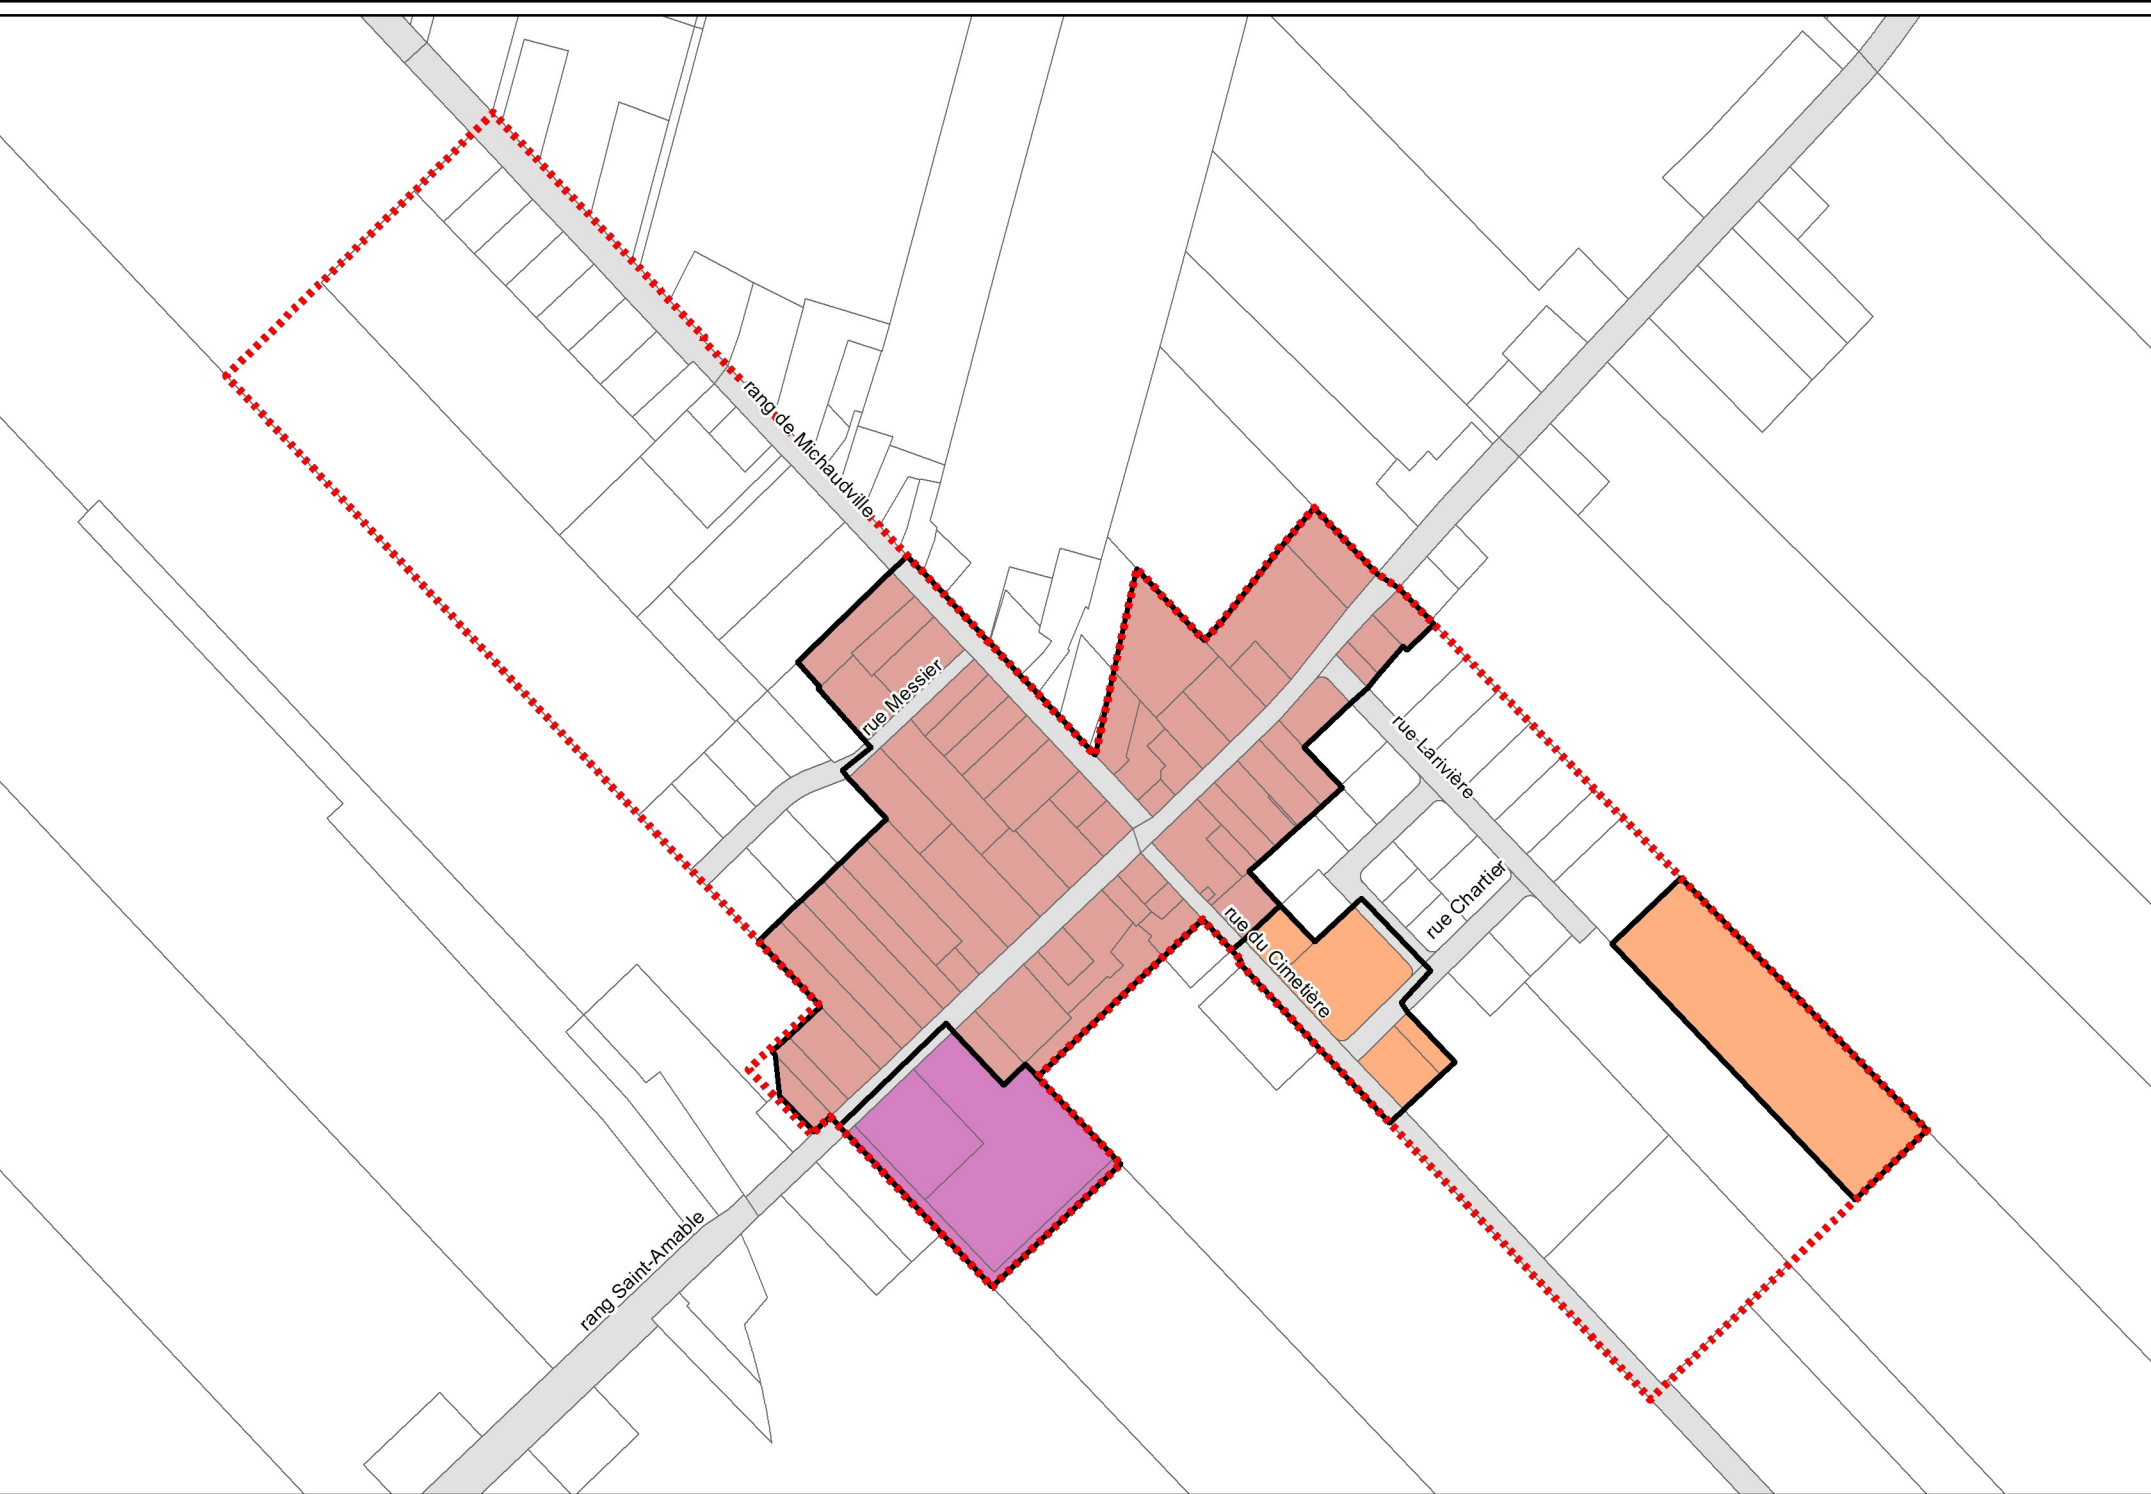 rang de Michaudville
rue Messier
rue Larivière
rue Chartier
rue du Cimetière
rang Saint-Amable